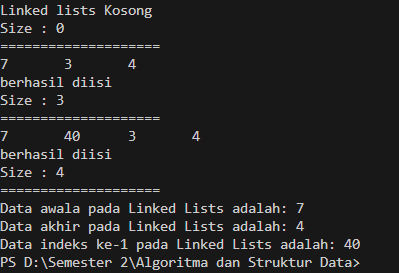 Linked lists Kosong
Size : 0
====================
7 3 4
berhasil diisi
Size : 3
====================
7 40 3 4
berhasil diisi
Size : 4
====================
Data awala pada Linked Lists adalah: 7
Data akhir pada Linked Lists adalah: 4
Data indeks ke-1 pada Linked Lists adalah: 40
PS D:\Semester 2\Algoritma dan Struktur Data>